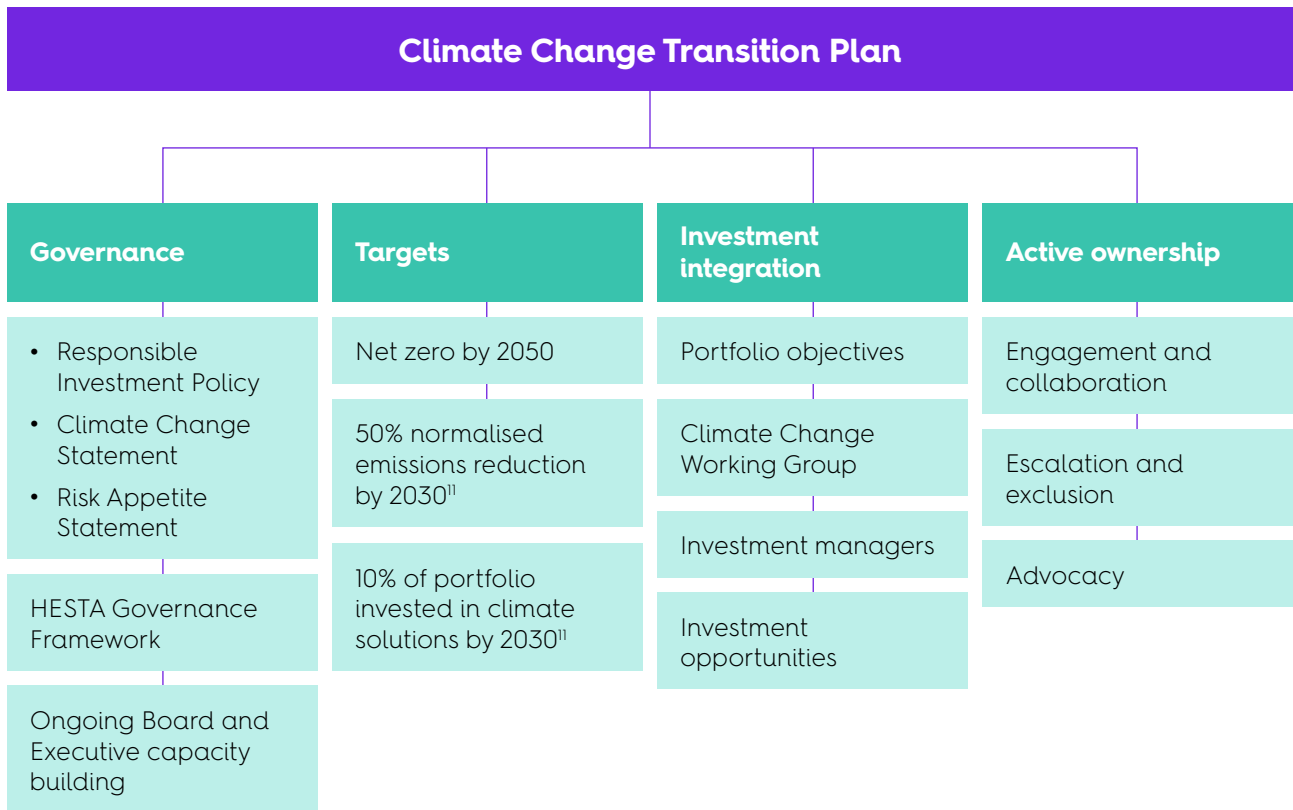 Climate Change Transition Plan
Governance
• Responsible
Investment Policy
• Climate Change
Statement
• Risk Appetite
Statement
HESTA Governance
Framework
Ongoing Board and
Executive capacity
building
Targets
Net zero by 2050
50% normalised
emissions reduction
by 2030¹¹
10% of portfolio
invested in climate
solutions by 2030¹¹
Investment
integration
Portfolio objectives
Climate Change
Working Group
Investment managers
Investment
opportunities
Active ownership
Engagement and
collaboration
Escalation and
exclusion
Advocacy